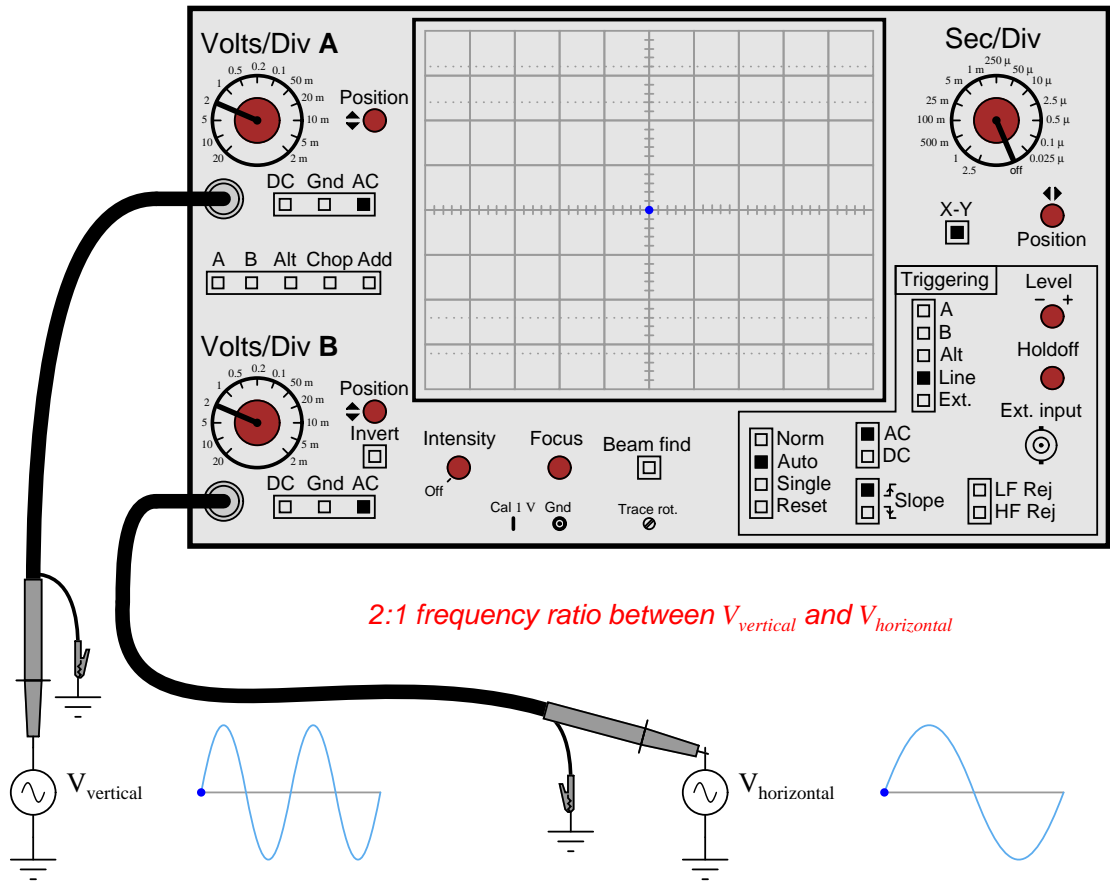 Volts/Div A
20
10
5
2
1
0.5
0.2
0.1
50 m
20 m
10 m
5 m
2 m
Position
DC Gnd AC
A B Alt Chop Add
Volts/Div B
20
10
5
2
1
0.5
0.2
0.1
50 m
20 m
10 m
5 m
2 m
Position
Invert
DC Gnd AC
Intensity
Off
Focus
Beam find
Cal 1 V
Gnd
Trace rot.
Sec/Div
2.5
1
500 m
100 m
25 m
5 m
1 m
250 µ
50 µ
10 µ
2.5 µ
0.5 µ
0.1 µ
0.025 µ
off
X-Y
Position
Triggering
A
B
Alt
Line
Ext.
Level
– +
Holdoff
Ext. input
Norm
Auto
Single
Reset
AC
DC
Slope
LF Rej
HF Rej
2:1 frequency ratio between Vvertical and Vhorizontal
Vvertical
Vhorizontal